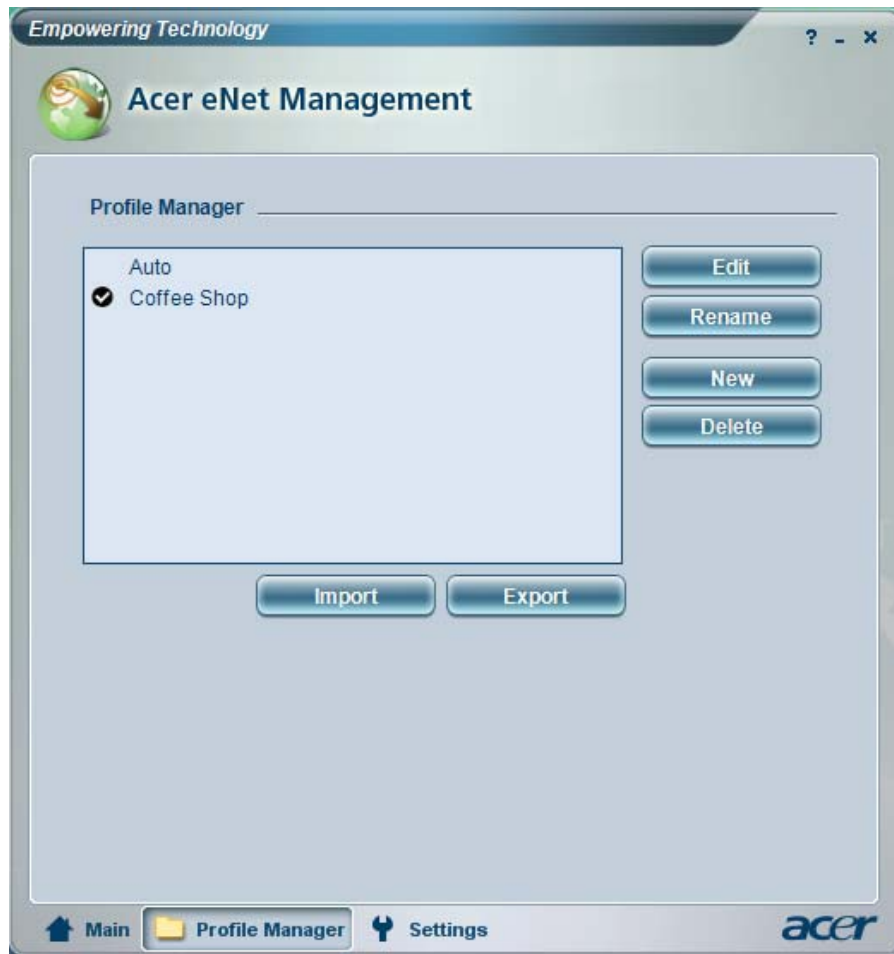 Empowering Technology
? - ×
Acer eNet Management
Profile Manager
Auto
Coffee Shop
Edit
Rename
New
Delete
Import
Export
Main
Profile Manager
Settings
acer